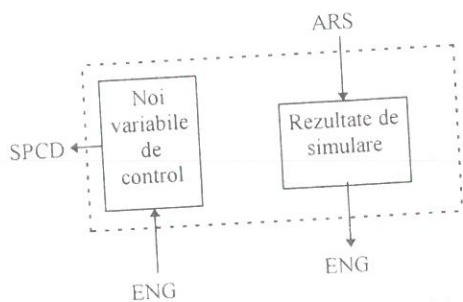 ARS
Noi
variabile
de
control
Rezultate de
simulare
SPCD
ENG
ENG